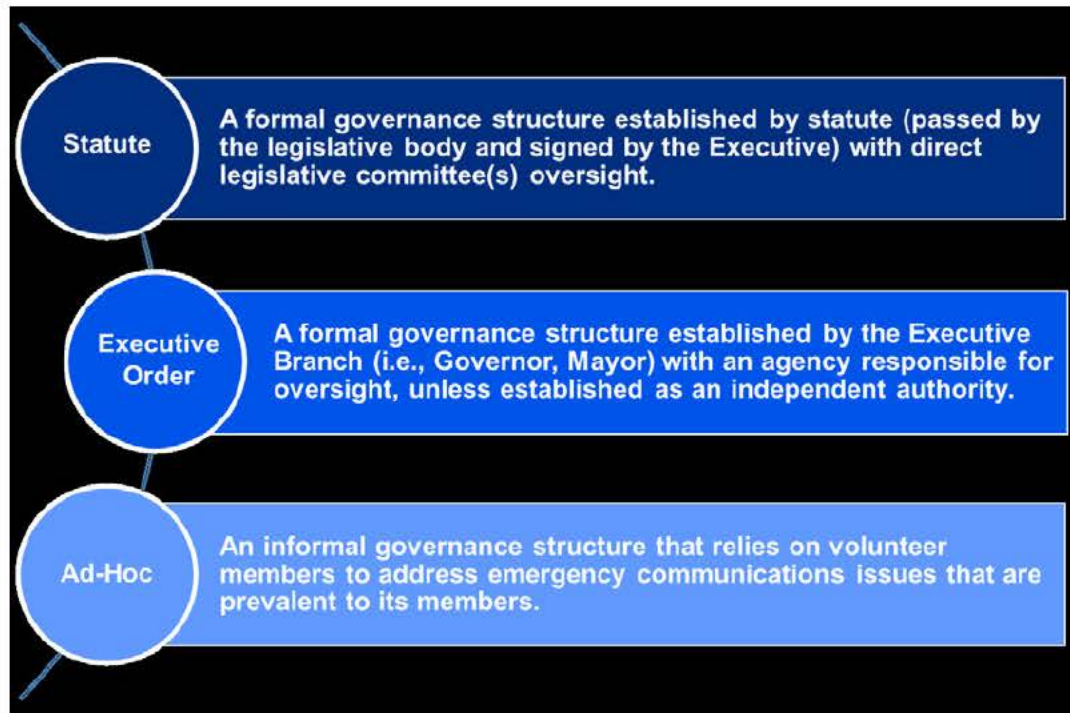 Statute
A formal governance structure established by statute (passed by
the legislative body and signed by the Executive) with direct
legislative committee(s) oversight.
Executive
Order
A formal governance structure established by the Executive
Branch (i.e., Governor, Mayor) with an agency responsible for
oversight, unless established as an independent authority.
Ad-Hoc
An informal governance structure that relies on volunteer
members to address emergency communications issues that are
prevalent to its members.